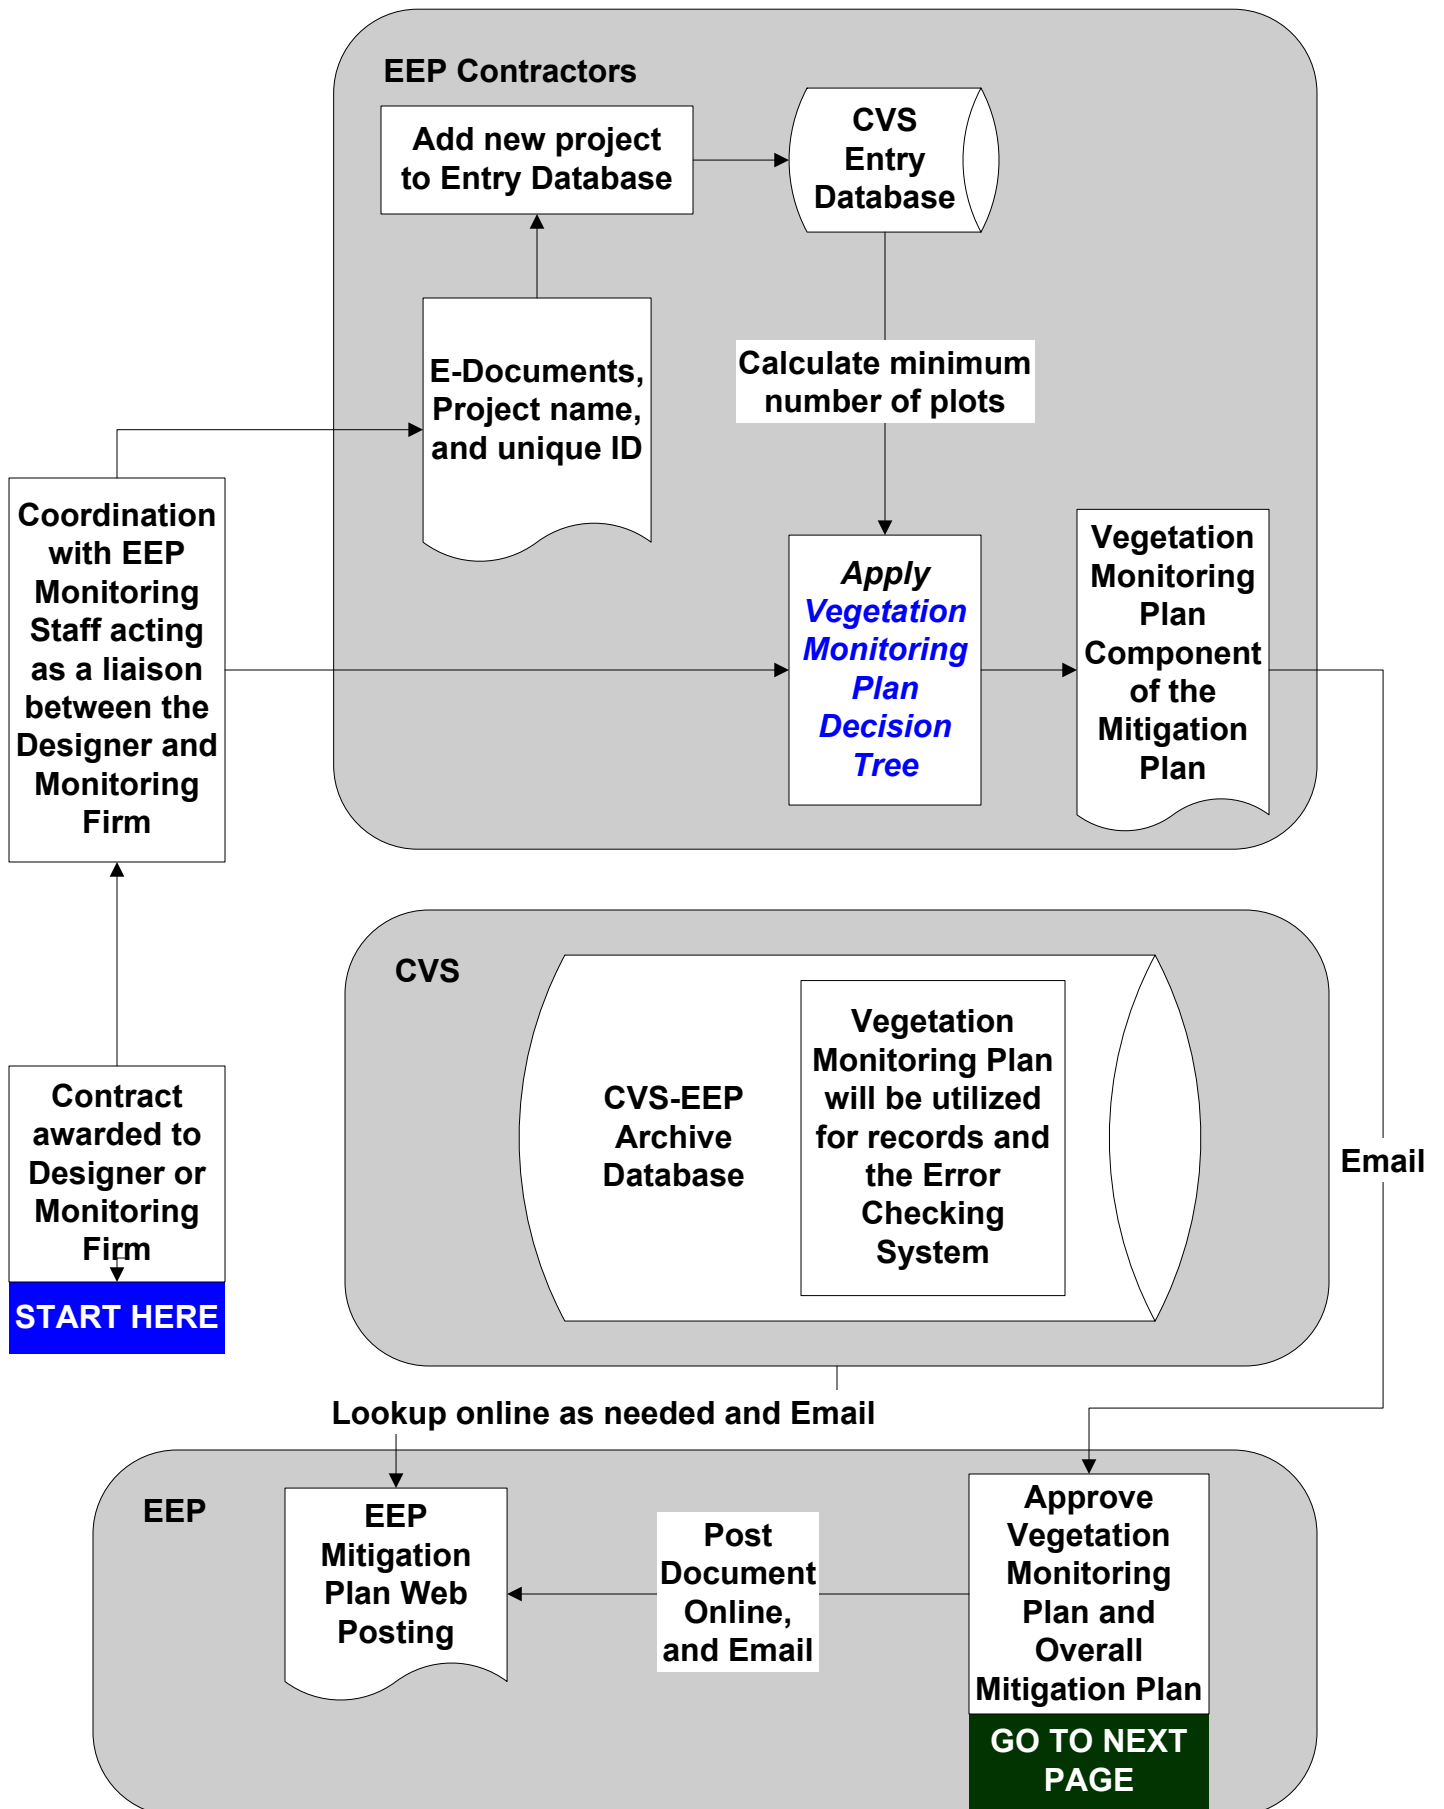 EEP Contractors
Add new project
to Entry Database
CVS
Entry
Database
E-Documents,
Project name,
and unique ID
Calculate minimum
number of plots
Coordination
with EEP
Monitoring
Staff acting
as a liaison
between the
Designer and
Monitoring
Firm
Apply
Vegetation
Monitoring
Plan
Decision
Tree
Vegetation
Monitoring
Plan
Component
of the
Mitigation
Plan
CVS
CVS-EEP
Archive
Database
Vegetation
Monitoring Plan
will be utilized
for records and
the Error
Checking
System
Email
Contract
awarded to
Designer or
Monitoring
Firm
START HERE
Lookup online as needed and Email
EEP
EEP
Mitigation
Plan Web
Posting
Post
Document
Online,
and Email
Approve
Vegetation
Monitoring
Plan and
Overall
Mitigation Plan
GO TO NEXT
PAGE